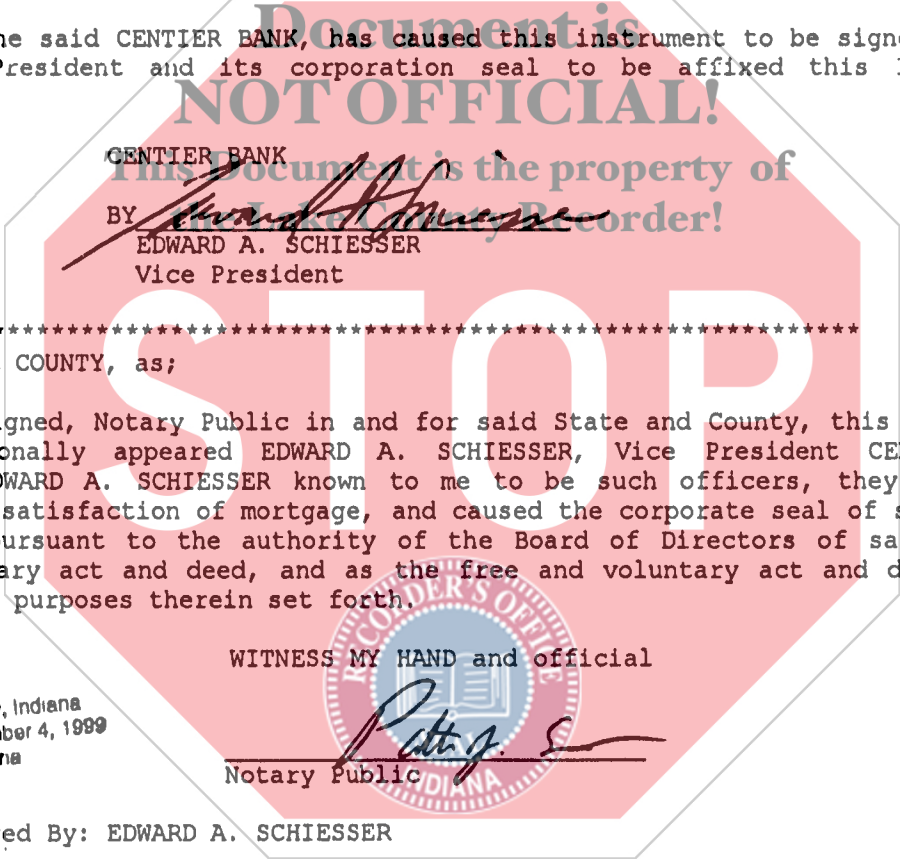 Document is
he said CENTIER BANK, has caused this instrument to be sign
President and its corporation seal to be affixed this
NOT OFFICIAL!
CENTIER BANK
This Document is the property of
BY
the Lake County Recorder!
EDWARD A. SCHIESSER
Vice President
*********************************************************
COUNTY, as;
STOP
gned, Notary Public in and for said State and County, this
onally appeared EDWARD A. SCHIESSER, Vice President CE
WARD A. SCHIESSER known to me to be such officers, they
satisfaction of mortgage, and caused the corporate seal of s
ursuant to the authority of the Board of Directors of sa
ary act and deed, and as the free and voluntary act and d
purposes therein set forth.
RECORDER'S OFFICE
WITNESS MY HAND and official
SEAL
, Indiana
ber 4, 1999
na
Notary Public
INDIANA
ed By: EDWARD A. SCHIESSER